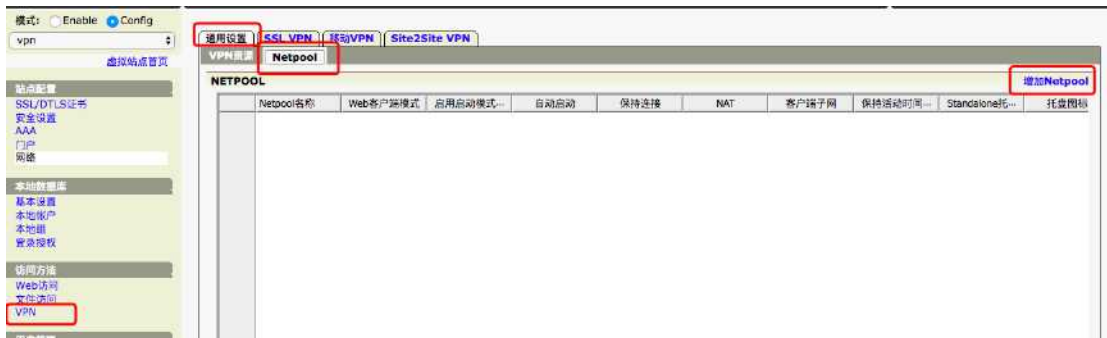 模式: Enable Config
vpn
虚拟站点首页
站点配置
SSL/DTLS证书
安全设置
AAA
门户
网络
本地数据库
基本设置
本地账户
本地组
登录授权
访问方法
Web访问
文件访问
VPN
通用设置 SSL VPN 移动VPN Site2Site VPN
VPN资源 Netpool
NETPOOL 增加Netpool
Netpool名称 Web客户端模式 启用启动模式... 自动启动 保持连接 NAT 客户端子网 保持活动时间... Standalone托... 托盘图标